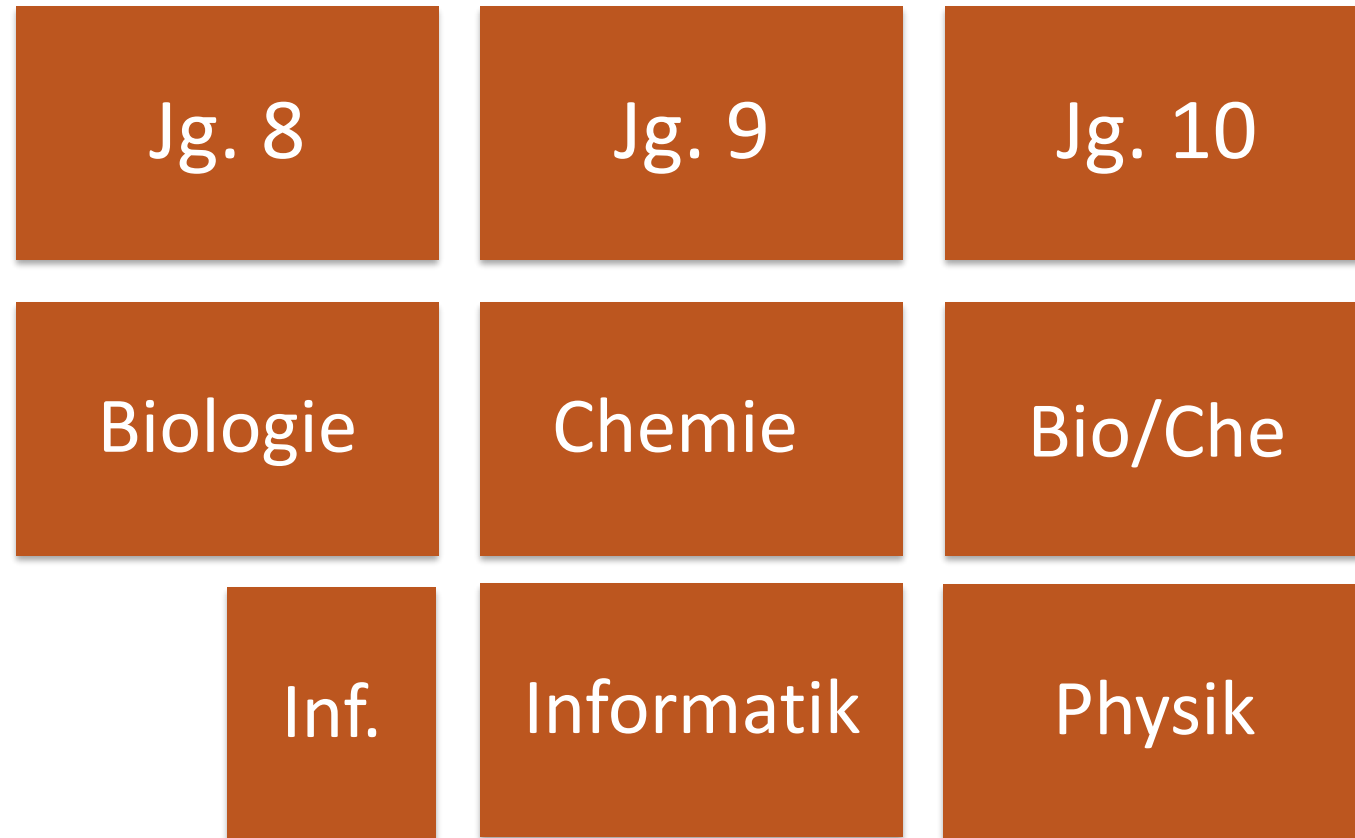 Jg. 8
Jg. 9
Jg. 10
Biologie
Chemie
Bio/Che
Inf.
Informatik
Physik